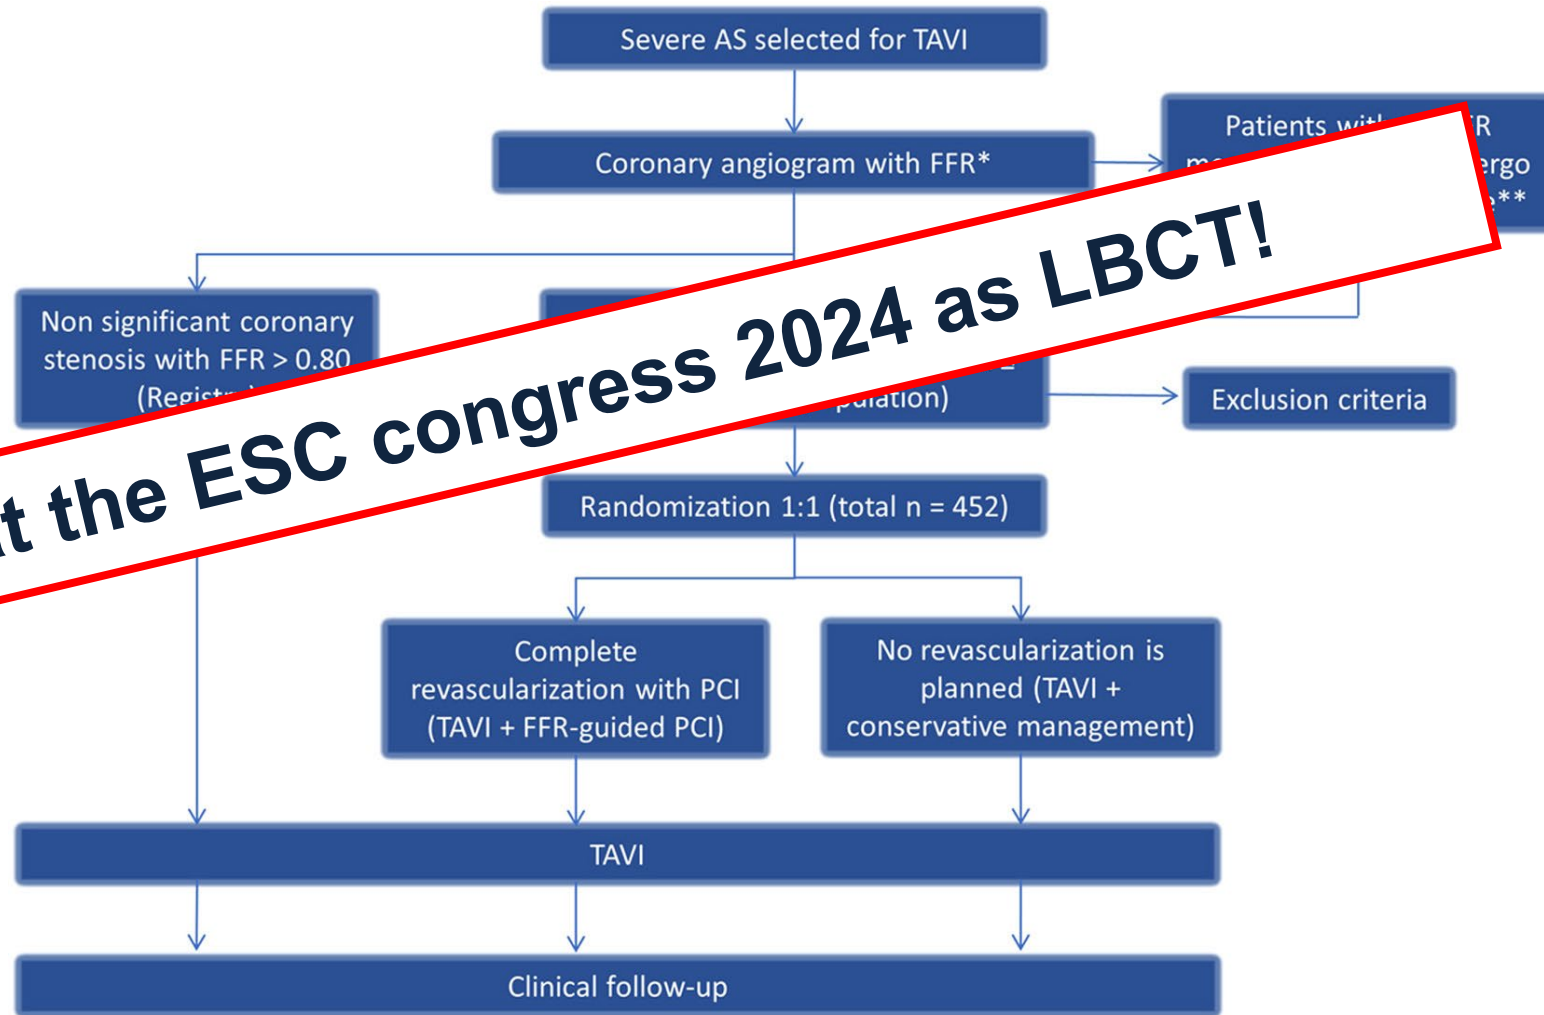 Severe AS selected for TAVI
Coronary angiogram with FFR*
Patients
Non significant coronary
stenosis with FFR > 0.80
the ESC congress 2024 as LBCT!
Exclusion criteria
Randomization 1:1 (total n = 452)
Complete
revascularization with PCI
(TAVI + FFR-guided PCI)
No revascularization is
planned (TAVI +
conservative management)
TAVI
Clinical follow-up